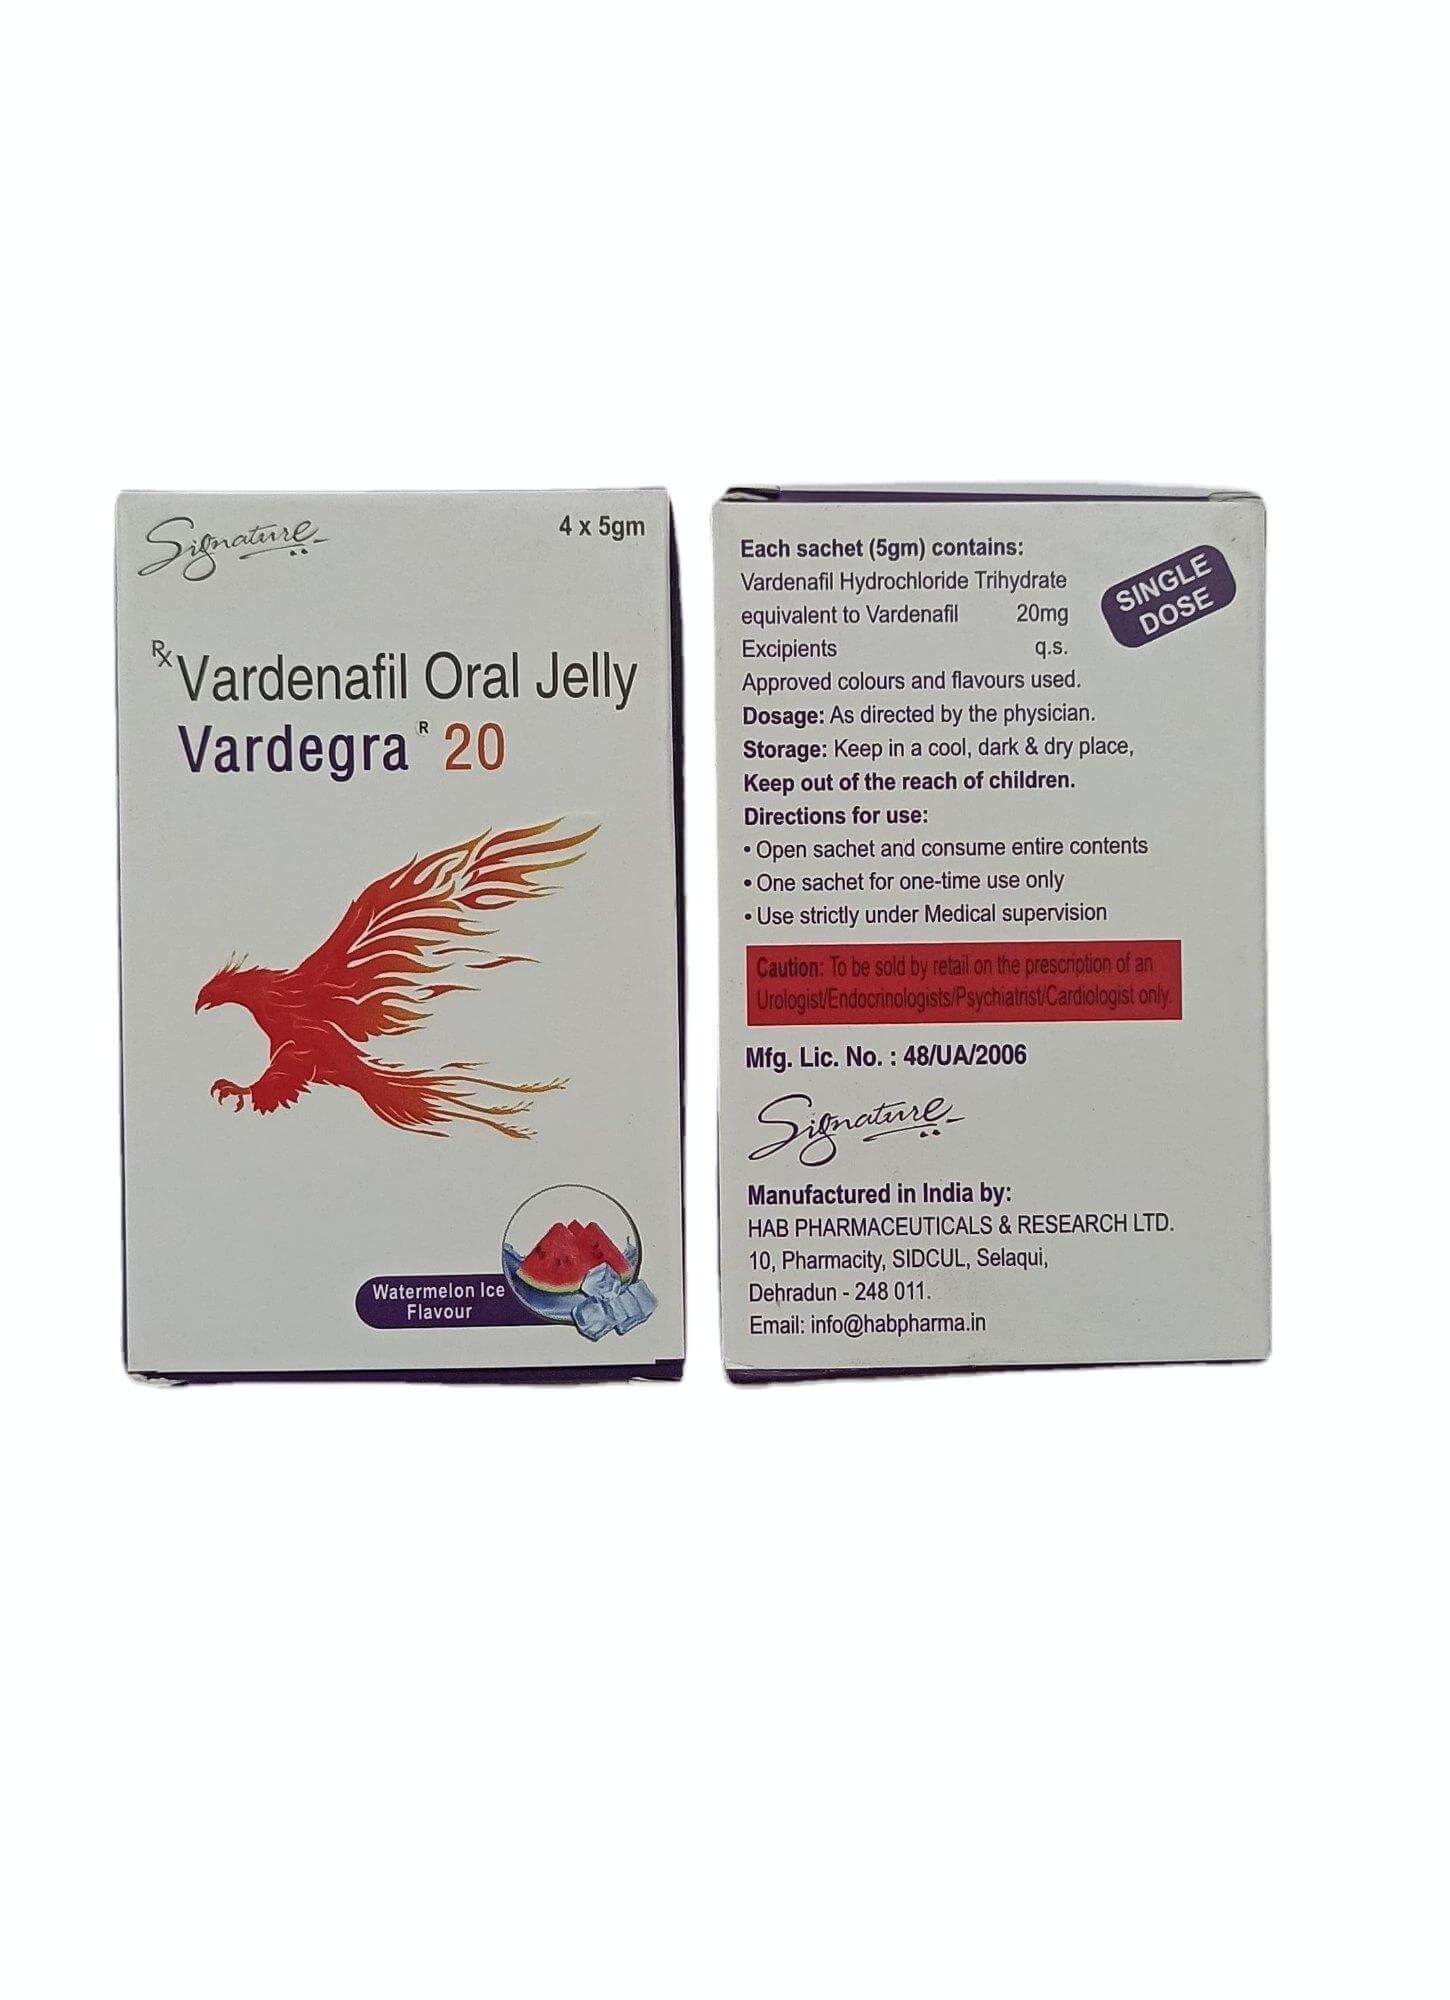 Signature
4 x 5gm
Rx Vardenafil Oral Jelly
Vardegra® 20
Watermelon Ice
Flavour
Each sachet (5gm) contains:
Vardenafil Hydrochloride Trihydrate
equivalent to Vardenafil 20mg
Excipients q.s.
Approved colours and flavours used.
SINGLE
DOSE
Dosage: As directed by the physician.
Storage: Keep in a cool, dark & dry place,
Keep out of the reach of children.
Directions for use:
• Open sachet and consume entire contents
• One sachet for one-time use only
• Use strictly under Medical supervision
Caution: To be sold by retail on the prescription of an
Urologist/Endocrinologists/Psychiatrist/Cardiologist only.
Mfg. Lic. No. : 48/UA/2006
Signature
Manufactured in India by:
HAB PHARMACEUTICALS & RESEARCH LTD.
10, Pharmacity, SIDCUL, Selaqui,
Dehradun - 248 011.
Email: info@habpharma.in